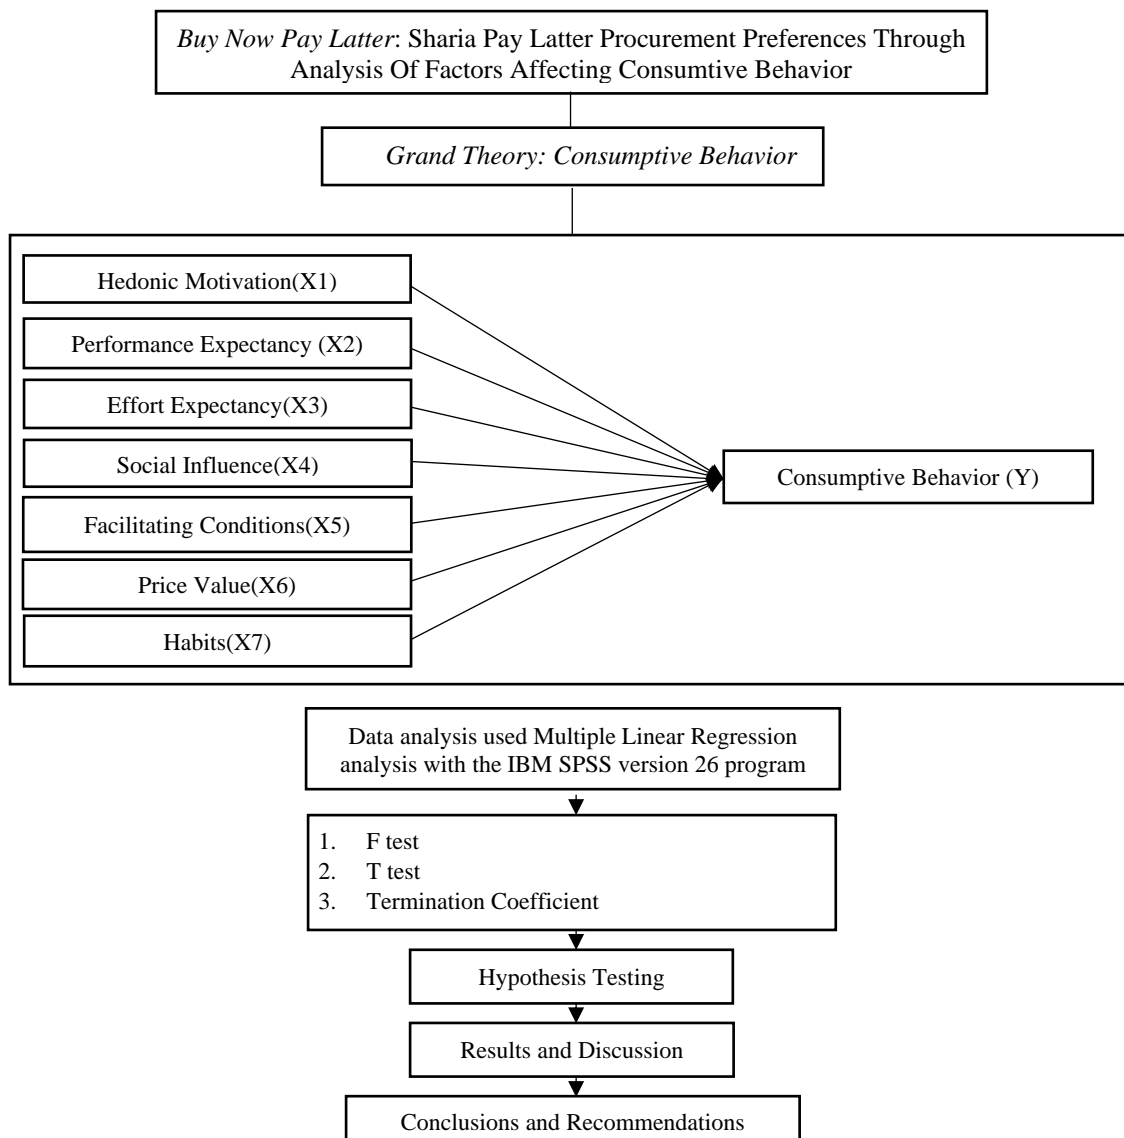 Buy Now Pay Latter: Sharia Pay Latter Procurement Preferences Through
Analysis Of Factors Affecting Consumtive Behavior
Grand Theory: Consumptive Behavior
Hedonic Motivation(X1)
Performance Expectancy (X2)
Effort Expectancy(X3)
Social Influence(X4)
Facilitating Conditions(X5)
Price Value(X6)
Habits(X7)
Consumptive Behavior (Y)
Data analysis used Multiple Linear Regression
analysis with the IBM SPSS version 26 program
1. F test
2. T test
3. Termination Coefficient
Hypothesis Testing
Results and Discussion
Conclusions and Recommendations